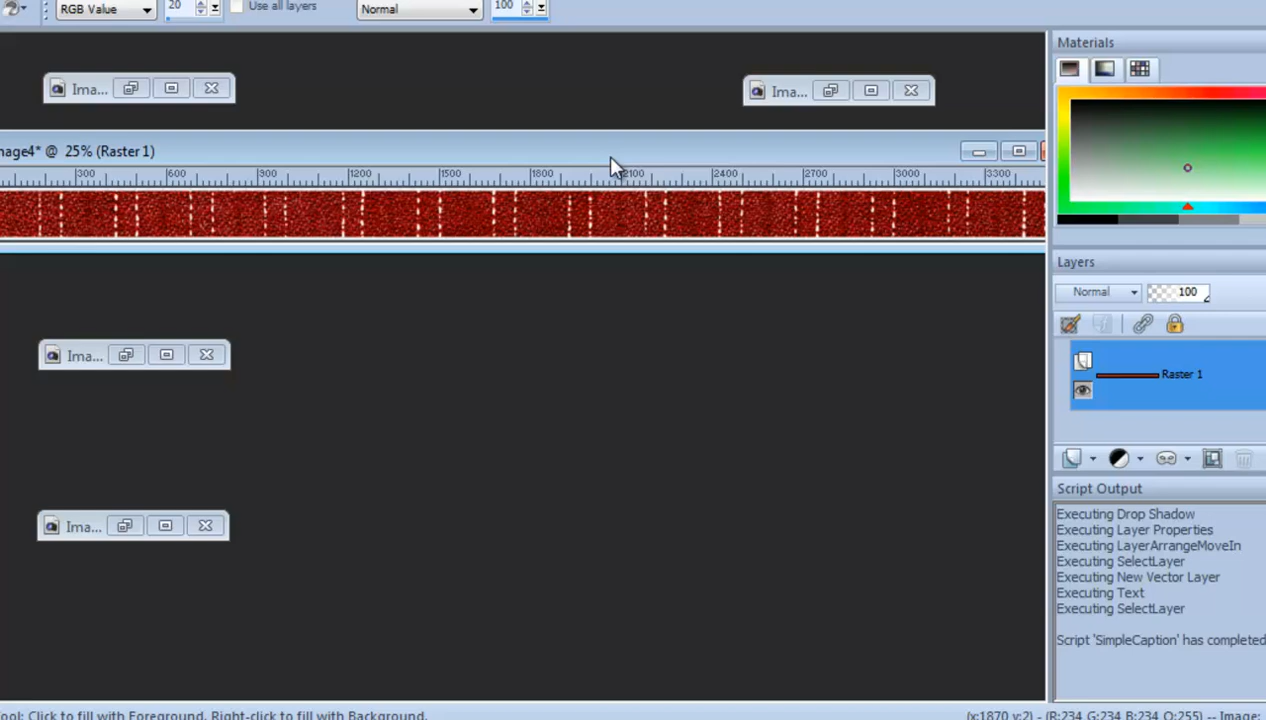 RGB Value 20 Use all layers Normal 100
Materials
Ima... Ima...
nage4* @ 25% (Raster 1)
300 600 900 1200 1500 1800 2100 2400 2700 3000 3300
Layers
Normal 100
Ima...
Raster 1
Script Output
Ima...
Executing Drop Shadow
Executing Layer Properties
Executing LayerArrangeMoveIn
Executing SelectLayer
Executing New Vector Layer
Executing Text
Executing SelectLayer
Script 'SimpleCaption' has completed
Tool: Click to fill with Foreground. Right-click to fill with Background.
(x:1870 y:2) - (R:234 G:234 B:234 O:255) -- Image: